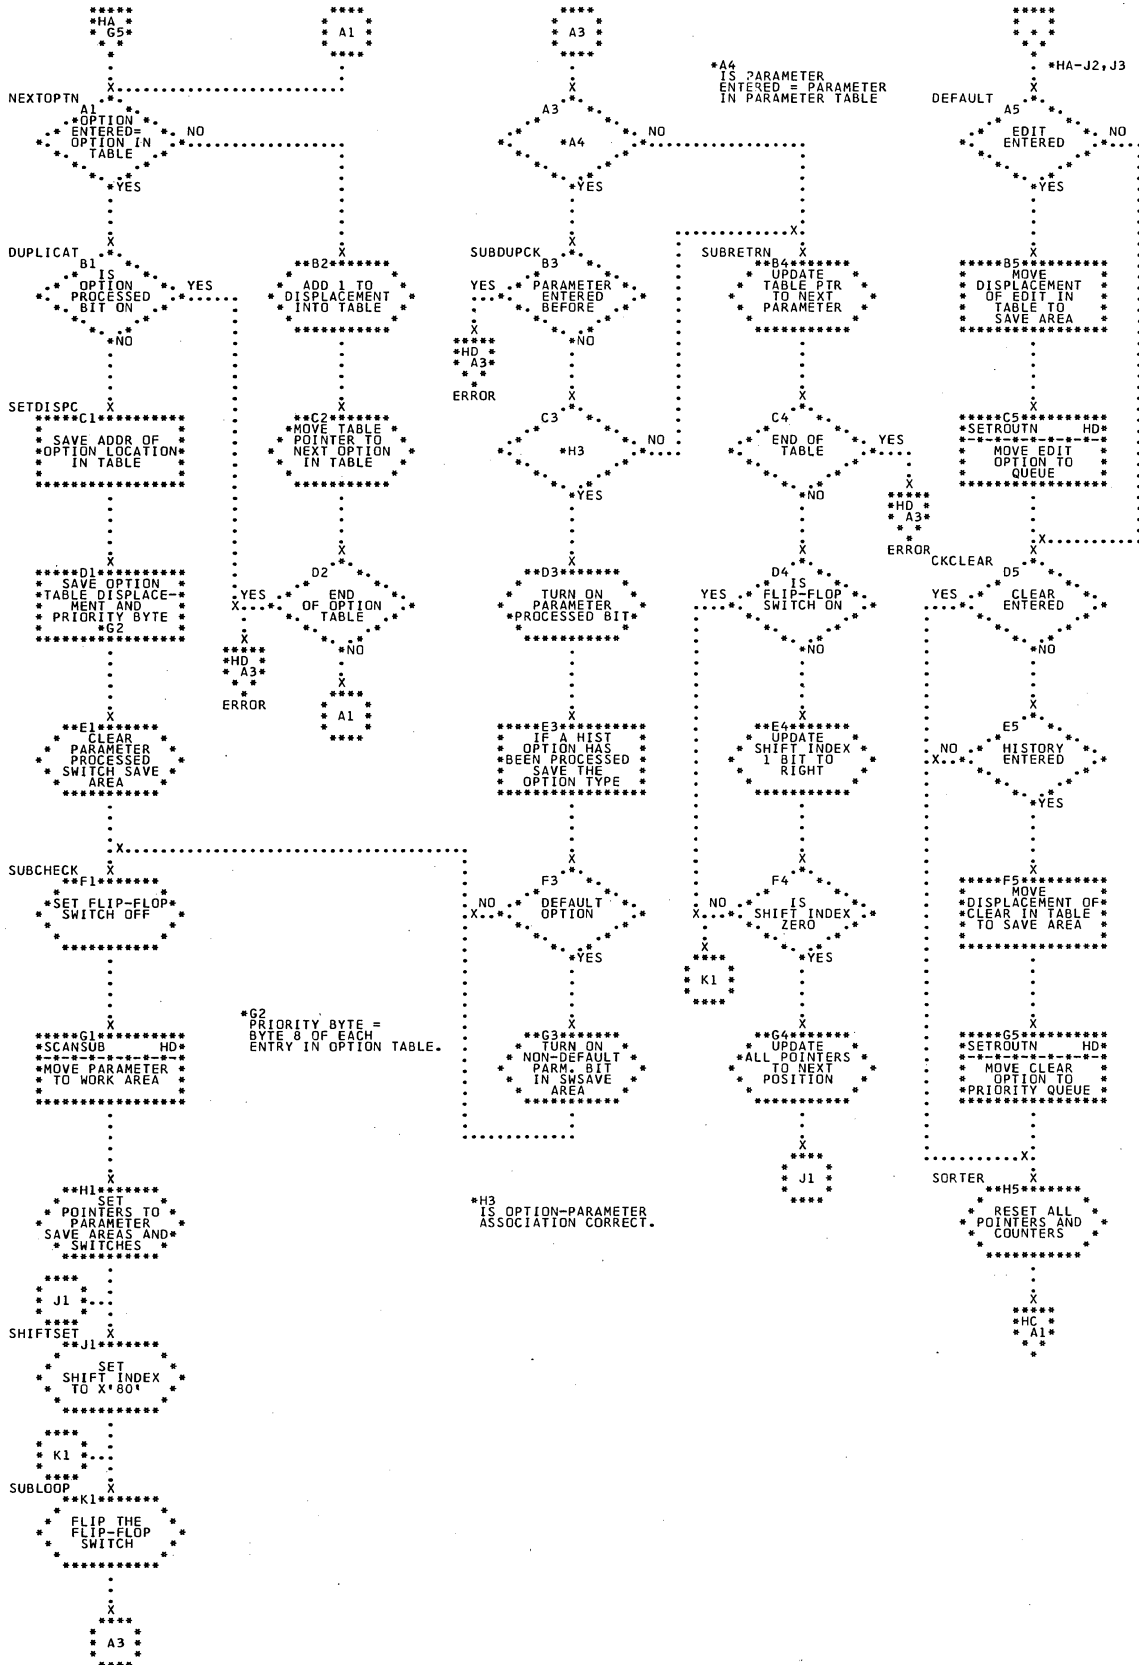 HA
G5
A1
NEXTOPTN
A1
OPTION
ENTERED=
OPTION IN
TABLE
NO
YES
DUPLICAT
B1
IS
OPTION
PROCESSED
BIT ON
YES
NO
B2
ADD 1 TO
DISPLACEMENT
INTO TABLE
SETDISPC
C1
SAVE ADDR OF
OPTION LOCATION
IN TABLE
C2
MOVE TABLE
POINTER TO
NEXT OPTION
IN TABLE
D1
SAVE OPTION
TABLE DISPLACE-
MENT AND
PRIORITY BYTE
*G2
D2
END
OF OPTION
TABLE
YES
NO
HD
A3
ERROR
A1
E1
CLEAR
PARAMETER
PROCESSED
SWITCH SAVE
AREA
SUBCHECK
F1
SET FLIP-FLOP
SWITCH OFF
G1
SCANSUB HD
MOVE PARAMETER
TO WORK AREA
*G2
PRIORITY BYTE =
BYTE 8 OF EACH
ENTRY IN OPTION TABLE.
H1
SET
POINTERS TO
PARAMETER
SAVE AREAS AND
SWITCHES
J1
SHIFTSET
J1
SET
SHIFT INDEX
TO X'80'
K1
SUBLOOP
K1
FLIP THE
FLIP-FLOP
SWITCH
A3
A3
*A4
IS PARAMETER
ENTERED = PARAMETER
IN PARAMETER TABLE
A3
*A4
NO
YES
SUBDUPCK
B3
PARAMETER
ENTERED
BEFORE
YES
NO
HD
A3
ERROR
C3
*H3
NO
YES
D3
TURN ON
PARAMETER
PROCESSED BIT
E3
IF A HIST
OPTION HAS
BEEN PROCESSED
SAVE THE
OPTION TYPE
F3
DEFAULT
OPTION
NO
YES
G3
TURN ON
NON-DEFAULT
PARM. BIT
IN SWSAVE
AREA
*H3
IS OPTION-PARAMETER
ASSOCIATION CORRECT.
SUBRETRN
B4
UPDATE
TABLE PTR
TO NEXT
PARAMETER
C4
END OF
TABLE
YES
NO
HD
A3
ERROR
D4
IS
FLIP-FLOP
SWITCH ON
YES
NO
E4
UPDATE
SHIFT INDEX
1 BIT TO
RIGHT
F4
IS
SHIFT INDEX
ZERO
NO
YES
K1
G4
UPDATE
ALL POINTERS
TO NEXT
POSITION
J1
*HA-J2,J3
DEFAULT
A5
EDIT
ENTERED
NO
YES
B5
MOVE
DISPLACEMENT
OF EDIT IN
TABLE TO
SAVE AREA
C5
SETROUTN HD
MOVE EDIT
OPTION TO
QUEUE
CKCLEAR
D5
CLEAR
ENTERED
YES
NO
E5
HISTORY
ENTERED
NO
YES
F5
MOVE
DISPLACEMENT OF
CLEAR IN TABLE
TO SAVE AREA
G5
SETROUTN HD
MOVE CLEAR
OPTION TO
PRIORITY QUEUE
SORTER
H5
RESET ALL
POINTERS AND
COUNTERS
HC
A1